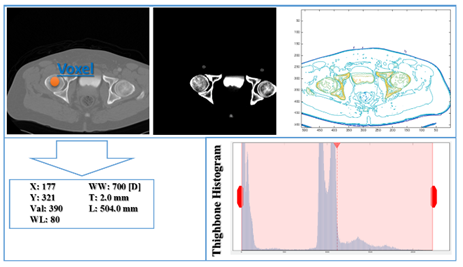 Voxel
X: 177 WW: 700 [D]
Y: 321 T: 2.0 mm
Val: 390 L: 504.0 mm
WL: 80
Thighbone Histogram